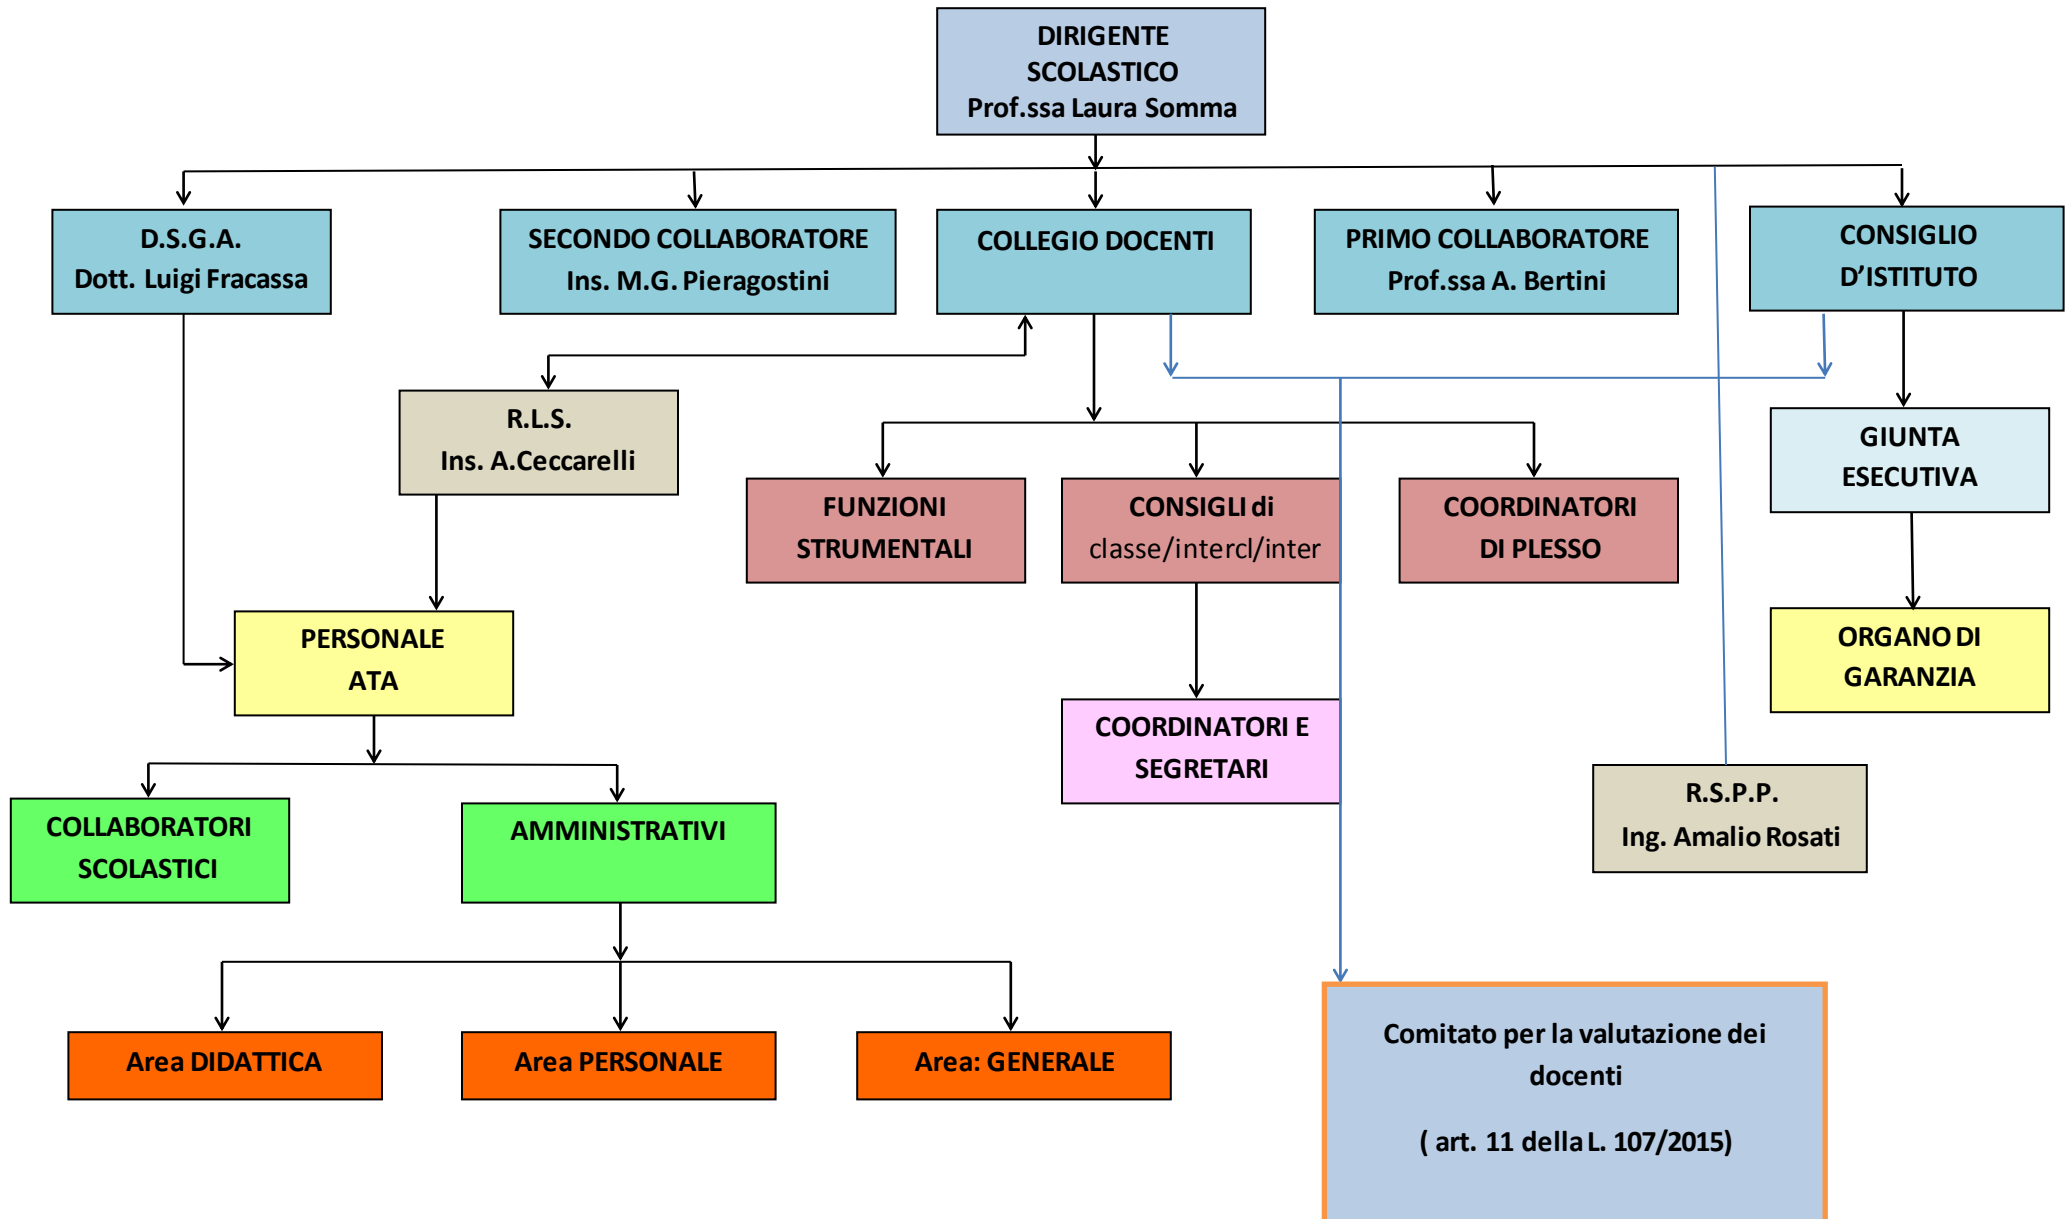 DIRIGENTE
SCOLASTICO
Prof.ssa Laura Somma
D.S.G.A.
Dott. Luigi Fracassa
SECONDO COLLABORATORE
Ins. M.G. Pieragostini
COLLEGIO DOCENTI
PRIMO COLLABORATORE
Prof.ssa A. Bertini
CONSIGLIO
D'ISTITUTO
R.L.S.
Ins. A.Ceccarelli
GIUNTA
ESECUTIVA
FUNZIONI
STRUMENTALI
CONSIGLI di
classe/intercl/inter
COORDINATORI
DI PLESSO
PERSONALE
ATA
ORGANO DI
GARANZIA
COORDINATORI E
SEGRETARI
R.S.P.P.
Ing. Amalio Rosati
COLLABORATORI
SCOLASTICI
AMMINISTRATIVI
Area DIDATTICA
Area PERSONALE
Area: GENERALE
Comitato per la valutazione dei
docenti
( art. 11 della L. 107/2015)